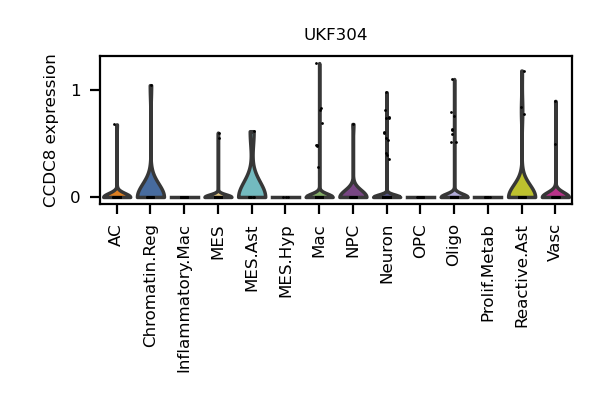 UKF304
CCDC8 expression
1
0
AC
Chromatin.Reg
Inflammatory.Mac
MES
MES.Ast
MES.Hyp
Mac
NPC
Neuron
OPC
Oligo
Prolif.Metab
Reactive.Ast
Vasc